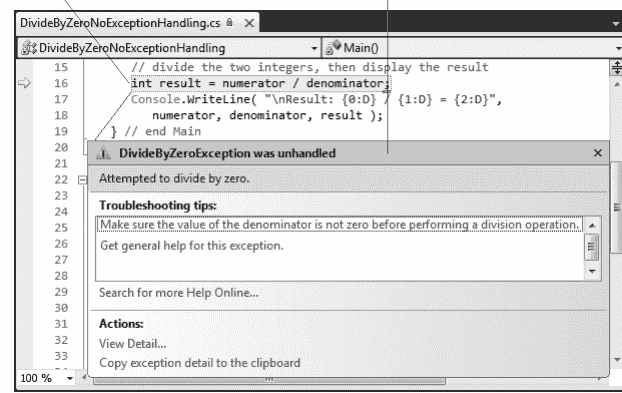 DivideByZeroNoExceptionHandling.cs
DivideByZeroNoExceptionHandling Main()
15 // divide the two integers, then display the result
16 int result = numerator / denominator;
17 Console.WriteLine( "\nResult: {0:D} / {1:D} = {2:D}",
18 numerator, denominator, result );
19 } // end Main
20
21
22
23
24
25
26
27
28
29
30
31
32
33
DivideByZeroException was unhandled
Attempted to divide by zero.
Troubleshooting tips:
Make sure the value of the denominator is not zero before performing a division operation.
Get general help for this exception.
Search for more Help Online...
Actions:
View Detail...
Copy exception detail to the clipboard
100 %